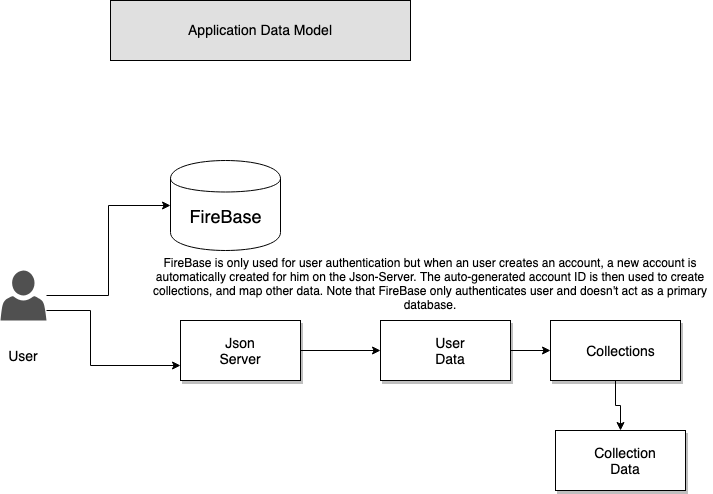 Application Data Model
FireBase
FireBase is only used for user authentication but when an user creates an account, a new account is
automatically created for him on the Json-Server. The auto-generated account ID is then used to create
collections, and map other data. Note that FireBase only authenticates user and doesn't act as a primary
database.
User
Json
Server
User
Data
Collections
Collection
Data